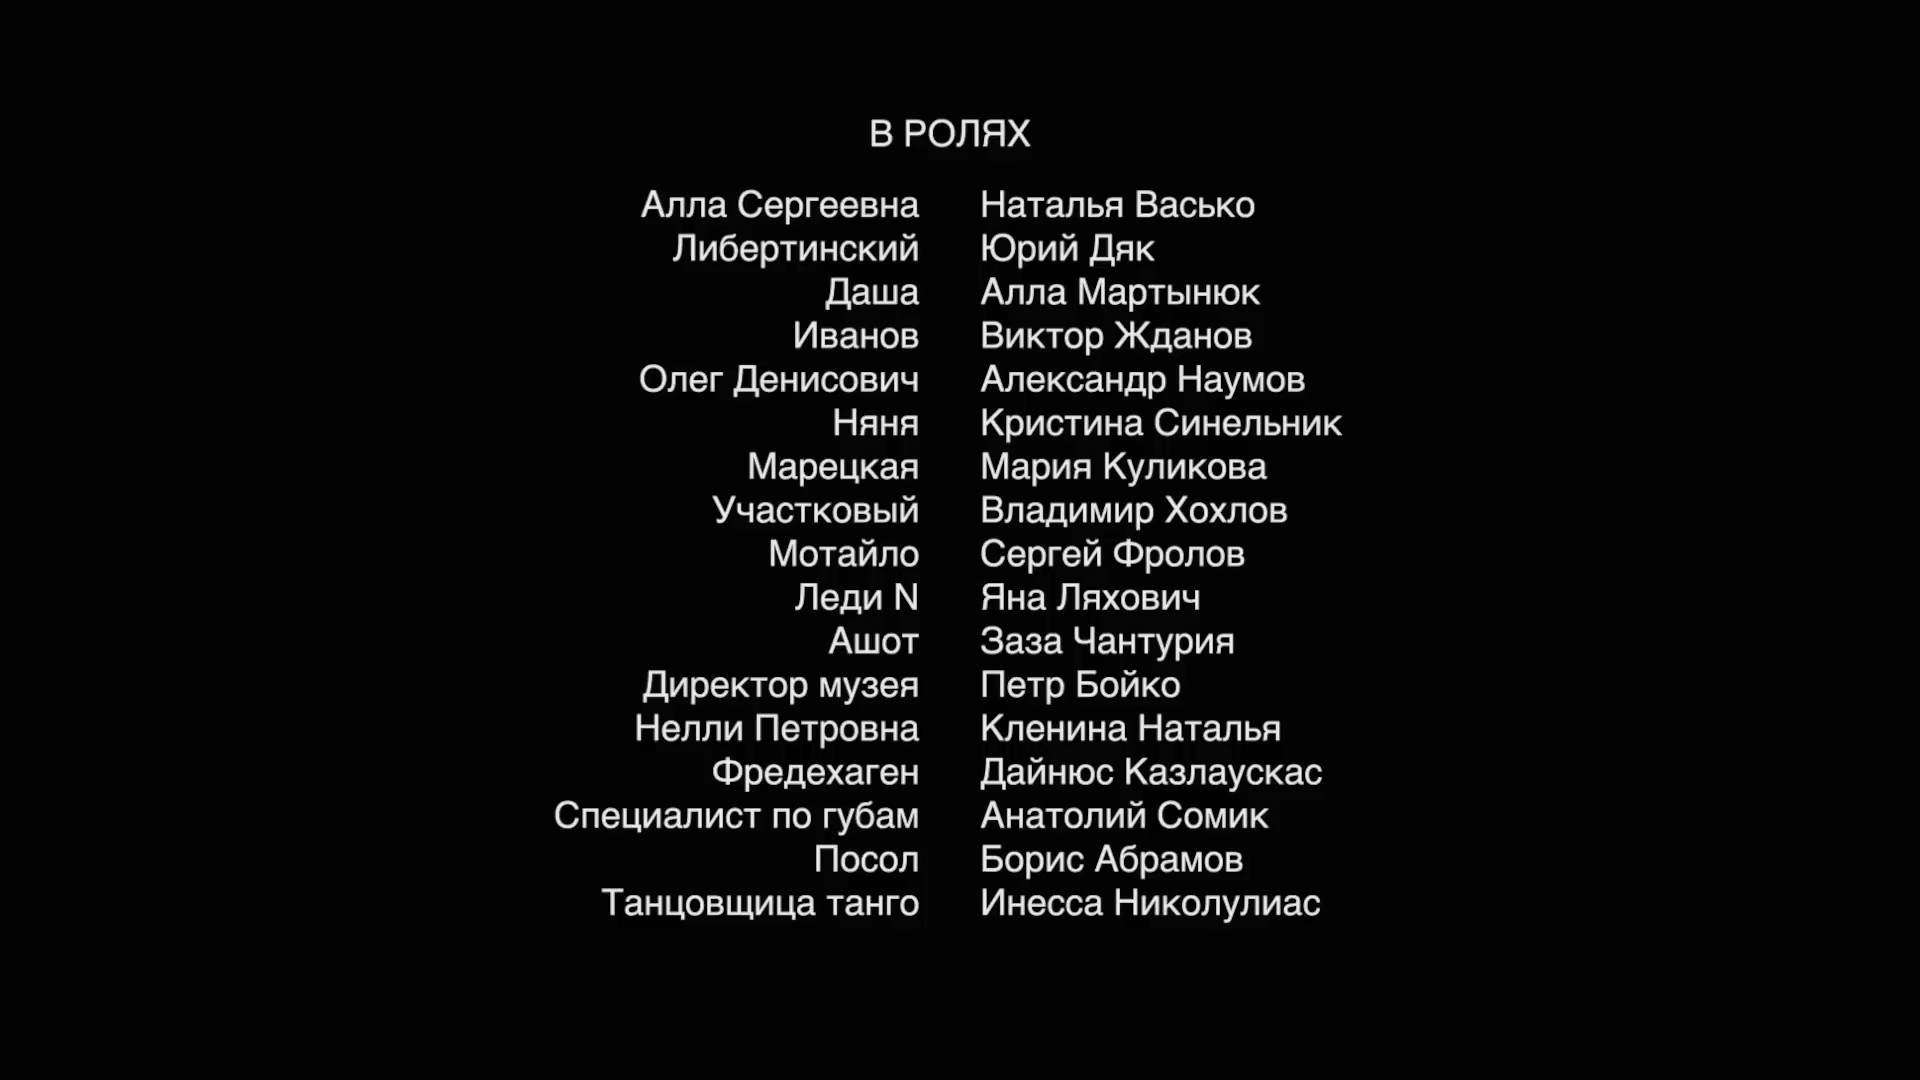 В РОЛЯХ
Алла Сергеевна Наталья Васько
Либертинский Юрий Дяк
Даша Алла Мартынюк
Иванов Виктор Жданов
Олег Денисович Александр Наумов
Няня Кристина Синельник
Марецкая Мария Куликова
Участковый Владимир Хохлов
Мотайло Сергей Фролов
Леди N Яна Ляхович
Ашот Заза Чантурия
Директор музея Петр Бойко
Нелли Петровна Кленина Наталья
Фредехаген Дайнюс Казлаускас
Специалист по губам Анатолий Сомик
Посол Борис Абрамов
Танцовщица танго Инесса Николулиас